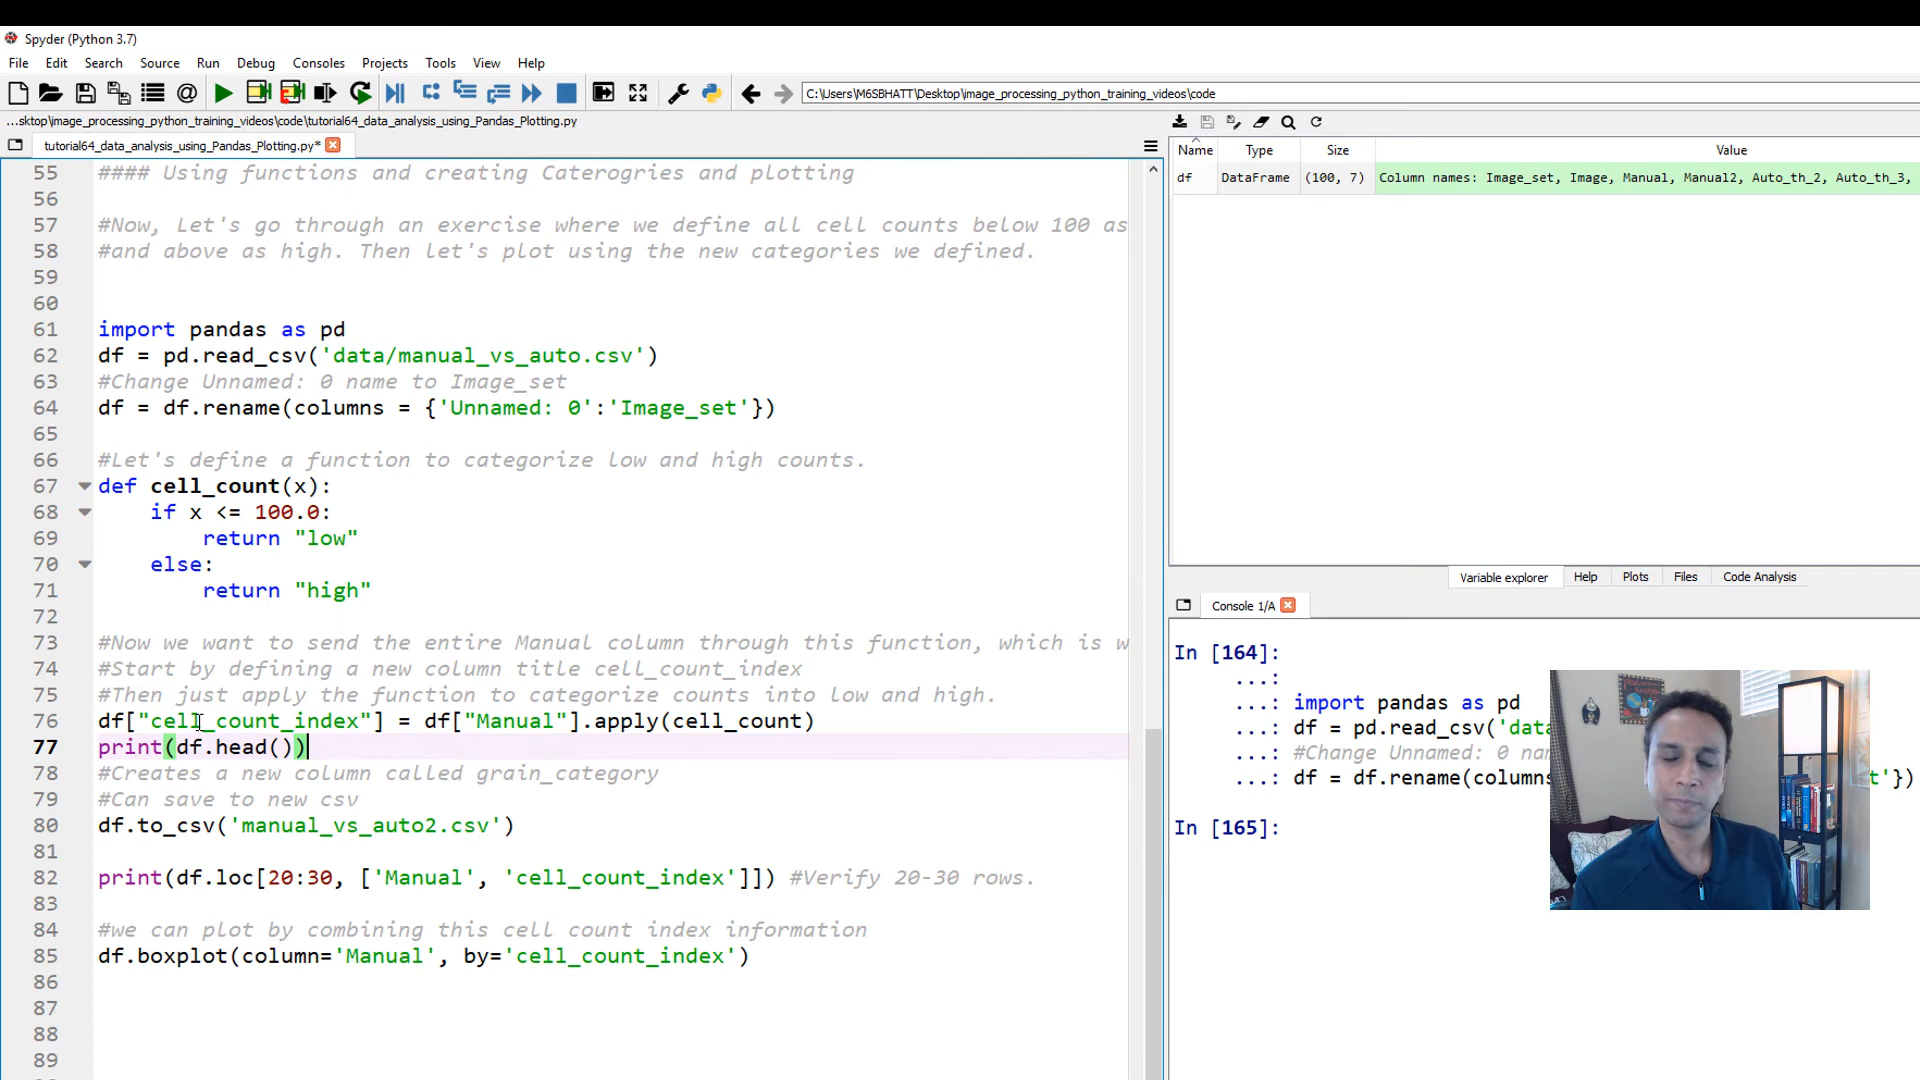 Spyder (Python 3.7)
File Edit Search Source Run Debug Consoles Projects Tools View Help
C:\Users\M6SBHATT\Desktop\image_processing_python_training_videos\code
...sktop\image_processing_python_training_videos\code\tutorial64_data_analysis_using_Pandas_Plotting.py
tutorial64_data_analysis_using_Pandas_Plotting.py*
55 #### Using functions and creating Caterogries and plotting
56
57 #Now, Let's go through an exercise where we define all cell counts below 100 as
58 #and above as high. Then let's plot using the new categories we defined.
59
60
61 import pandas as pd
62 df = pd.read_csv('data/manual_vs_auto.csv')
63 #Change Unnamed: 0 name to Image_set
64 df = df.rename(columns = {'Unnamed: 0':'Image_set'})
65
66 #Let's define a function to categorize low and high counts.
67 def cell_count(x):
68 if x <= 100.0:
69 return "low"
70 else:
71 return "high"
72
73 #Now we want to send the entire Manual column through this function, which is w
74 #Start by defining a new column title cell_count_index
75 #Then just apply the function to categorize counts into low and high.
76 df["cell_count_index"] = df["Manual"].apply(cell_count)
77 print(df.head())
78 #Creates a new column called grain_category
79 #Can save to new csv
80 df.to_csv('manual_vs_auto2.csv')
81
82 print(df.loc[20:30, ['Manual', 'cell_count_index']]) #Verify 20-30 rows.
83
84 #we can plot by combining this cell count index information
85 df.boxplot(column='Manual', by='cell_count_index')
86
87
88
89
Name Type Size Value
df DataFrame (100, 7) Column names: Image_set, Image, Manual, Manual2, Auto_th_2, Auto_th_3,
Variable explorer Help Plots Files Code Analysis
Console 1/A
In [164]:
...:
...: import pandas as pd
...: df = pd.read_csv('data
...: #Change Unnamed: 0 na
...: df = df.rename(columns t'})
In [165]: